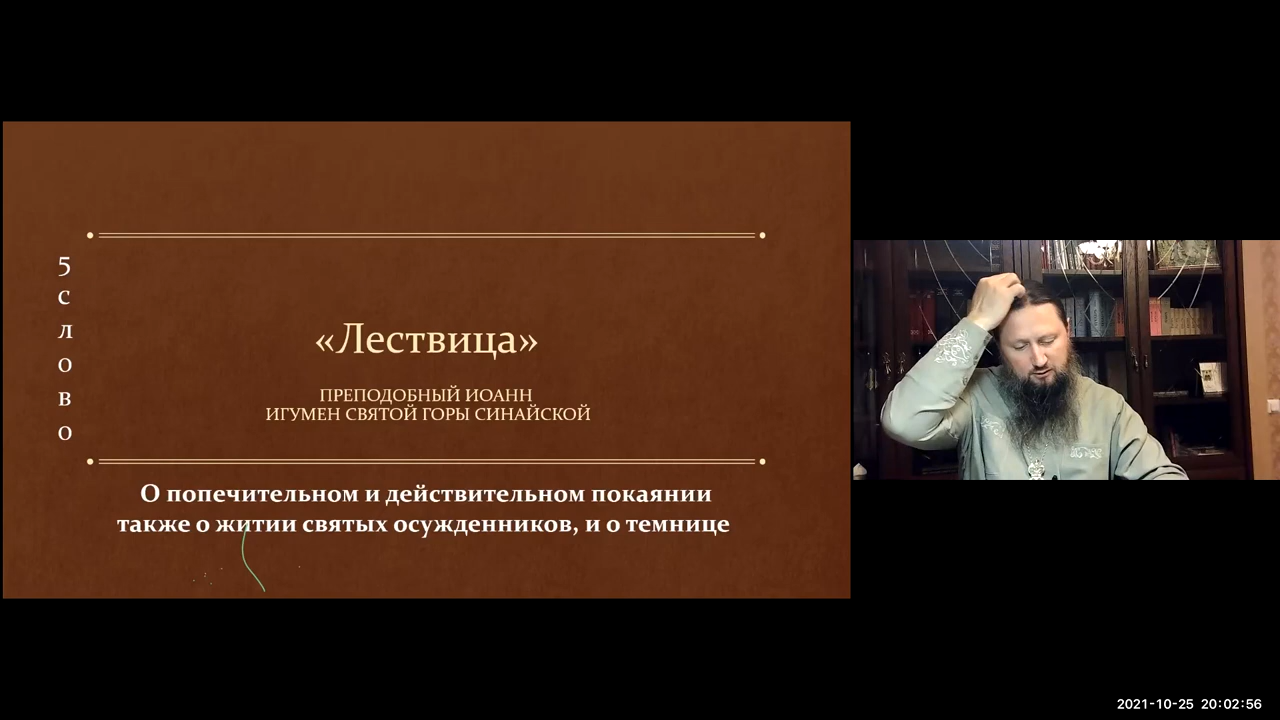 5
с
л
о
в
о
«Лествица»
ПРЕПОДОБНЫЙ ИОАНН
ИГУМЕН СВЯТОЙ ГОРЫ СИНАЙСКОЙ
О попечительном и действительном покаянии
также о житии святых осужденников, и о темнице
2021-10-25 20:02:56